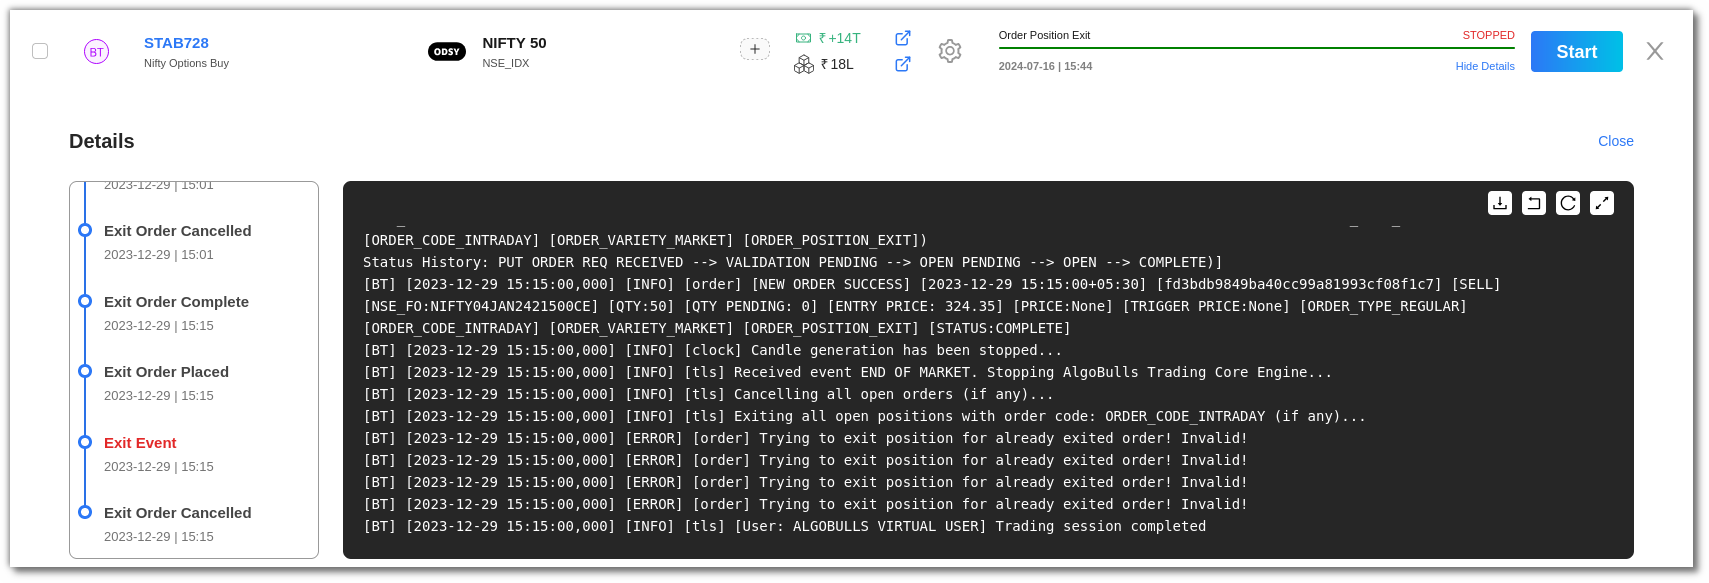 BT
STAB728
Nifty Options Buy
ODSY
NIFTY 50
NSE_IDX
+
₹ +14T
₹ 18L
Order Position Exit
STOPPED
2024-07-16 | 15:44
Hide Details
Start
Details
Close
2023-12-29 | 15:01
Exit Order Cancelled
2023-12-29 | 15:01
Exit Order Complete
2023-12-29 | 15:15
Exit Order Placed
2023-12-29 | 15:15
Exit Event
2023-12-29 | 15:15
Exit Order Cancelled
2023-12-29 | 15:15
[ORDER_CODE_INTRADAY] [ORDER_VARIETY_MARKET] [ORDER_POSITION_EXIT])
Status History: PUT ORDER REQ RECEIVED --> VALIDATION PENDING --> OPEN PENDING --> OPEN --> COMPLETE)]
[BT] [2023-12-29 15:15:00,000] [INFO] [order] [NEW ORDER SUCCESS] [2023-12-29 15:15:00+05:30] [fd3bdb9849ba40cc99a81993cf08f1c7] [SELL]
[NSE_FO:NIFTY04JAN2421500CE] [QTY:50] [QTY PENDING: 0] [ENTRY PRICE: 324.35] [PRICE:None] [TRIGGER PRICE:None] [ORDER_TYPE_REGULAR]
[ORDER_CODE_INTRADAY] [ORDER_VARIETY_MARKET] [ORDER_POSITION_EXIT] [STATUS:COMPLETE]
[BT] [2023-12-29 15:15:00,000] [INFO] [clock] Candle generation has been stopped...
[BT] [2023-12-29 15:15:00,000] [INFO] [tls] Received event END OF MARKET. Stopping AlgoBulls Trading Core Engine...
[BT] [2023-12-29 15:15:00,000] [INFO] [tls] Cancelling all open orders (if any)...
[BT] [2023-12-29 15:15:00,000] [INFO] [tls] Exiting all open positions with order code: ORDER_CODE_INTRADAY (if any)...
[BT] [2023-12-29 15:15:00,000] [ERROR] [order] Trying to exit position for already exited order! Invalid!
[BT] [2023-12-29 15:15:00,000] [ERROR] [order] Trying to exit position for already exited order! Invalid!
[BT] [2023-12-29 15:15:00,000] [ERROR] [order] Trying to exit position for already exited order! Invalid!
[BT] [2023-12-29 15:15:00,000] [ERROR] [order] Trying to exit position for already exited order! Invalid!
[BT] [2023-12-29 15:15:00,000] [INFO] [tls] [User: ALGOBULLS VIRTUAL USER] Trading session completed